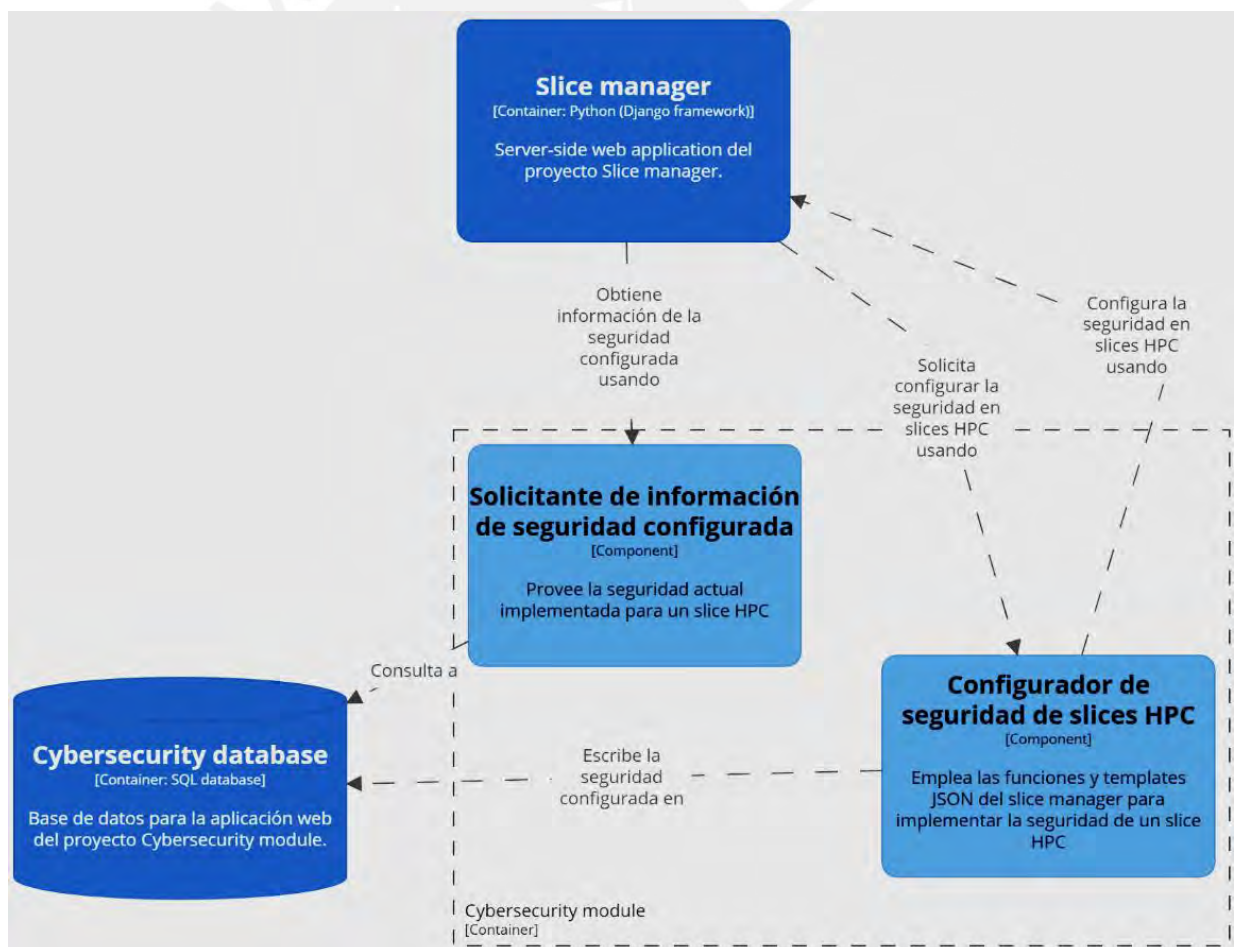 Slice manager
[Container: Python (Django framework)]
Server-side web application del
proyecto Slice manager.
Obtiene
información de la
seguridad
configurada
usando
Configura la
seguridad en
slices HPC
usando
Solicita
configurar la
seguridad en
slices HPC
usando
Solicitante de información
de seguridad configurada
[Component]
Provee la seguridad actual
implementada para un slice HPC
Consulta a
Configurador de
seguridad de slices HPC
[Component]
Emplea las funciones y templates
JSON del slice manager para
implementar la seguridad de un slice
HPC
Cybersecurity database
[Container: SQL database]
Base de datos para la aplicación web
del proyecto Cybersecurity module.
Escribe la
seguridad
configurada en
Cybersecurity module
[Container]